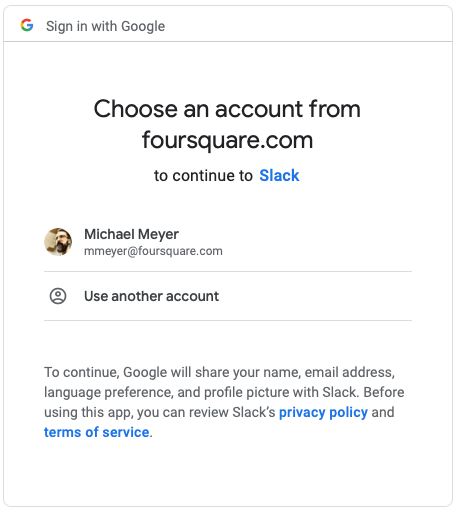 Sign in with Google
Choose an account from
foursquare.com
to continue to Slack
Michael Meyer
mmeyer@foursquare.com
Use another account
To continue, Google will share your name, email address,
language preference, and profile picture with Slack. Before
using this app, you can review Slack's privacy policy and
terms of service.